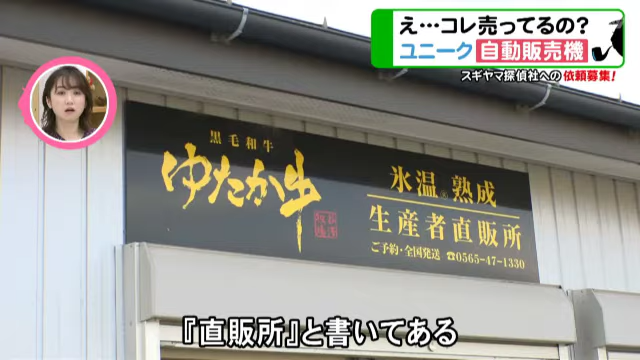 え…コレ売ってるの?
ユニーク 自動販売機
スギヤマ探偵社への依頼募集!
黒毛和牛
ゆたか牛
氷温®熟成
生産者直販所
ご予約・全国発送 ☎0565-47-1330
『直販所』と書いてある